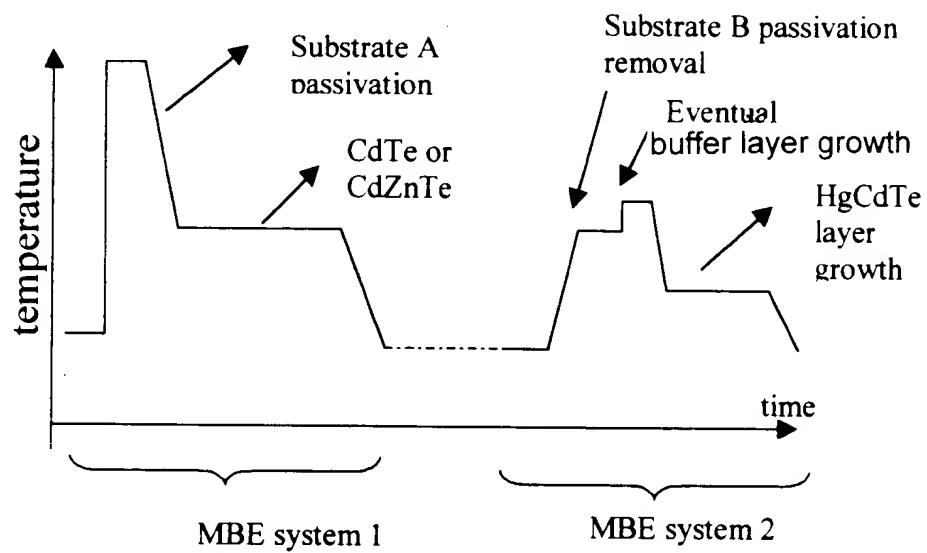 Substrate A
passivation
CdTe or
CdZnTe
Substrate B passivation
removal
Eventual
buffer layer growth
HgCdTe
layer
growth
temperature
time
MBE system 1
MBE system 2